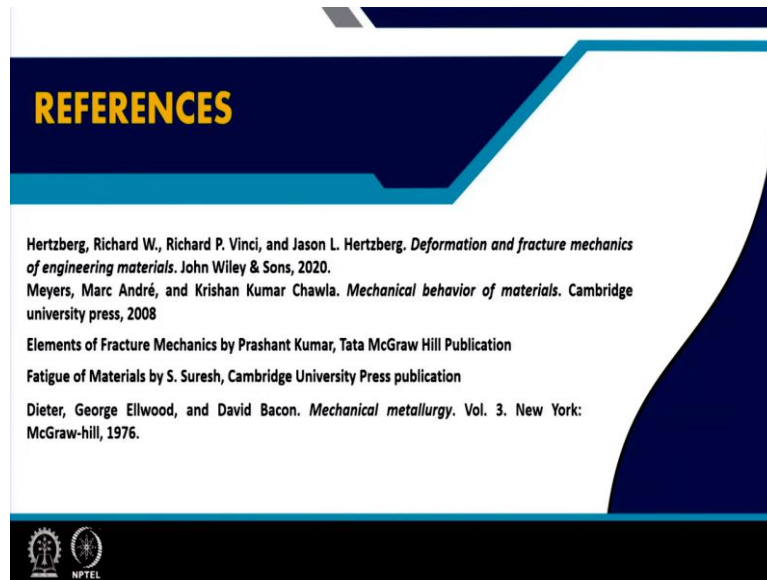 REFERENCES
Hertzberg, Richard W., Richard P. Vinci, and Jason L. Hertzberg. Deformation and fracture mechanics
of engineering materials. John Wiley & Sons, 2020.
Meyers, Marc André, and Krishan Kumar Chawla. Mechanical behavior of materials. Cambridge
university press, 2008
Elements of Fracture Mechanics by Prashant Kumar, Tata McGraw Hill Publication
Fatigue of Materials by S. Suresh, Cambridge University Press publication
Dieter, George Ellwood, and David Bacon. Mechanical metallurgy. Vol. 3. New York:
McGraw-hill, 1976.
NPTEL